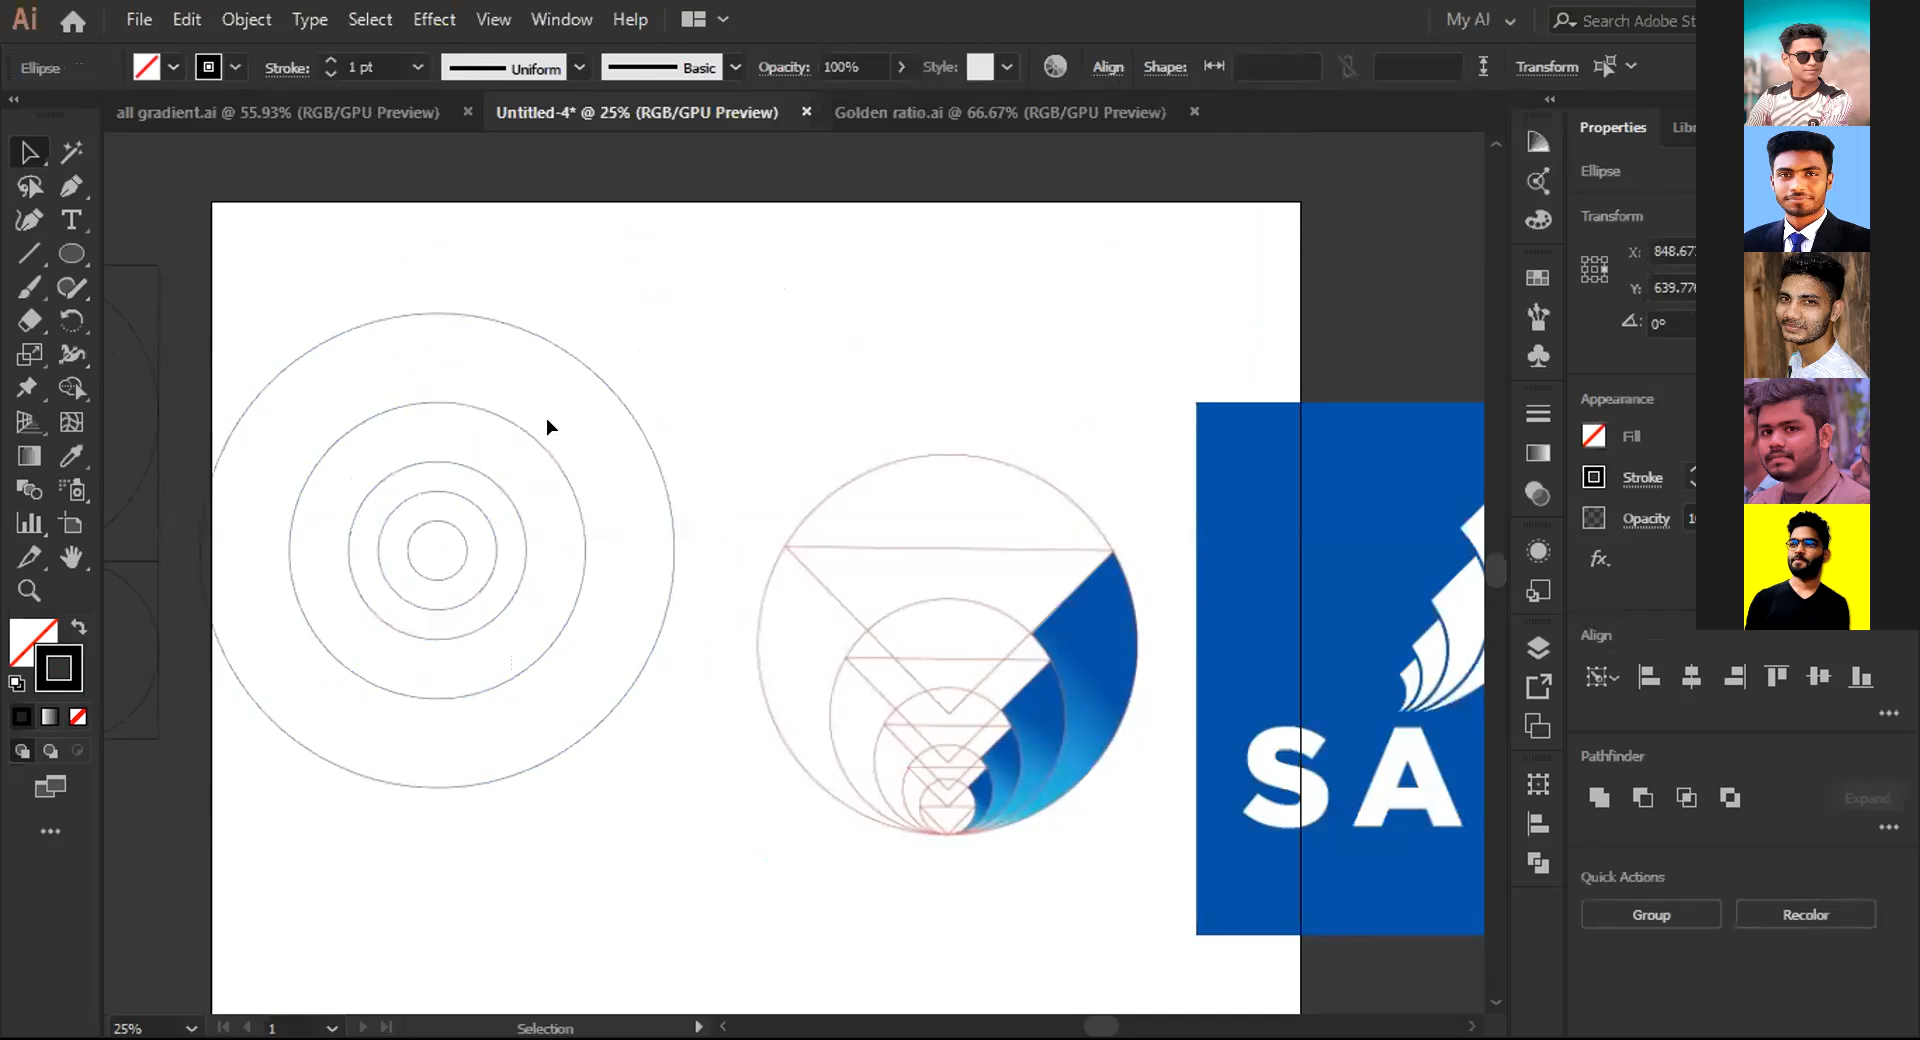 Ai File Edit Object Type Select Effect View Window Help My AI Search Adobe St
Ellipse Stroke: 1 pt Uniform Basic Opacity: 100% Style: Align Shape: Transform
all gradient.ai @ 55.93% (RGB/GPU Preview) × Untitled-4* @ 25% (RGB/GPU Preview) × Golden ratio.ai @ 66.67% (RGB/GPU Preview) ×
Properties Libr
Ellipse
Transform
X: 848.677
Y: 639.776
0°
Appearance
Fill
Stroke
Opacity
fx.
Align
SA
Pathfinder
Expand
Quick Actions
Group Recolor
25% 1 Selection